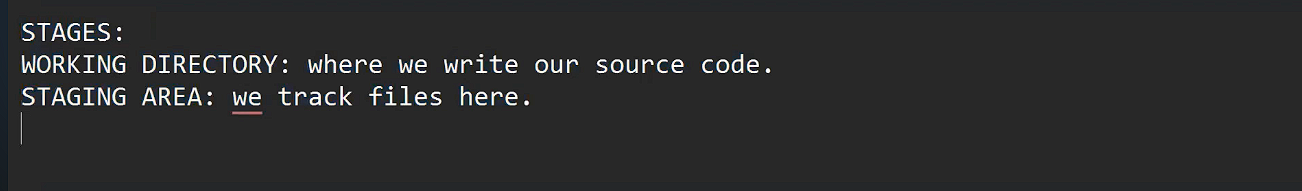 STAGES:
WORKING DIRECTORY: where we write our source code.
STAGING AREA: we track files here.